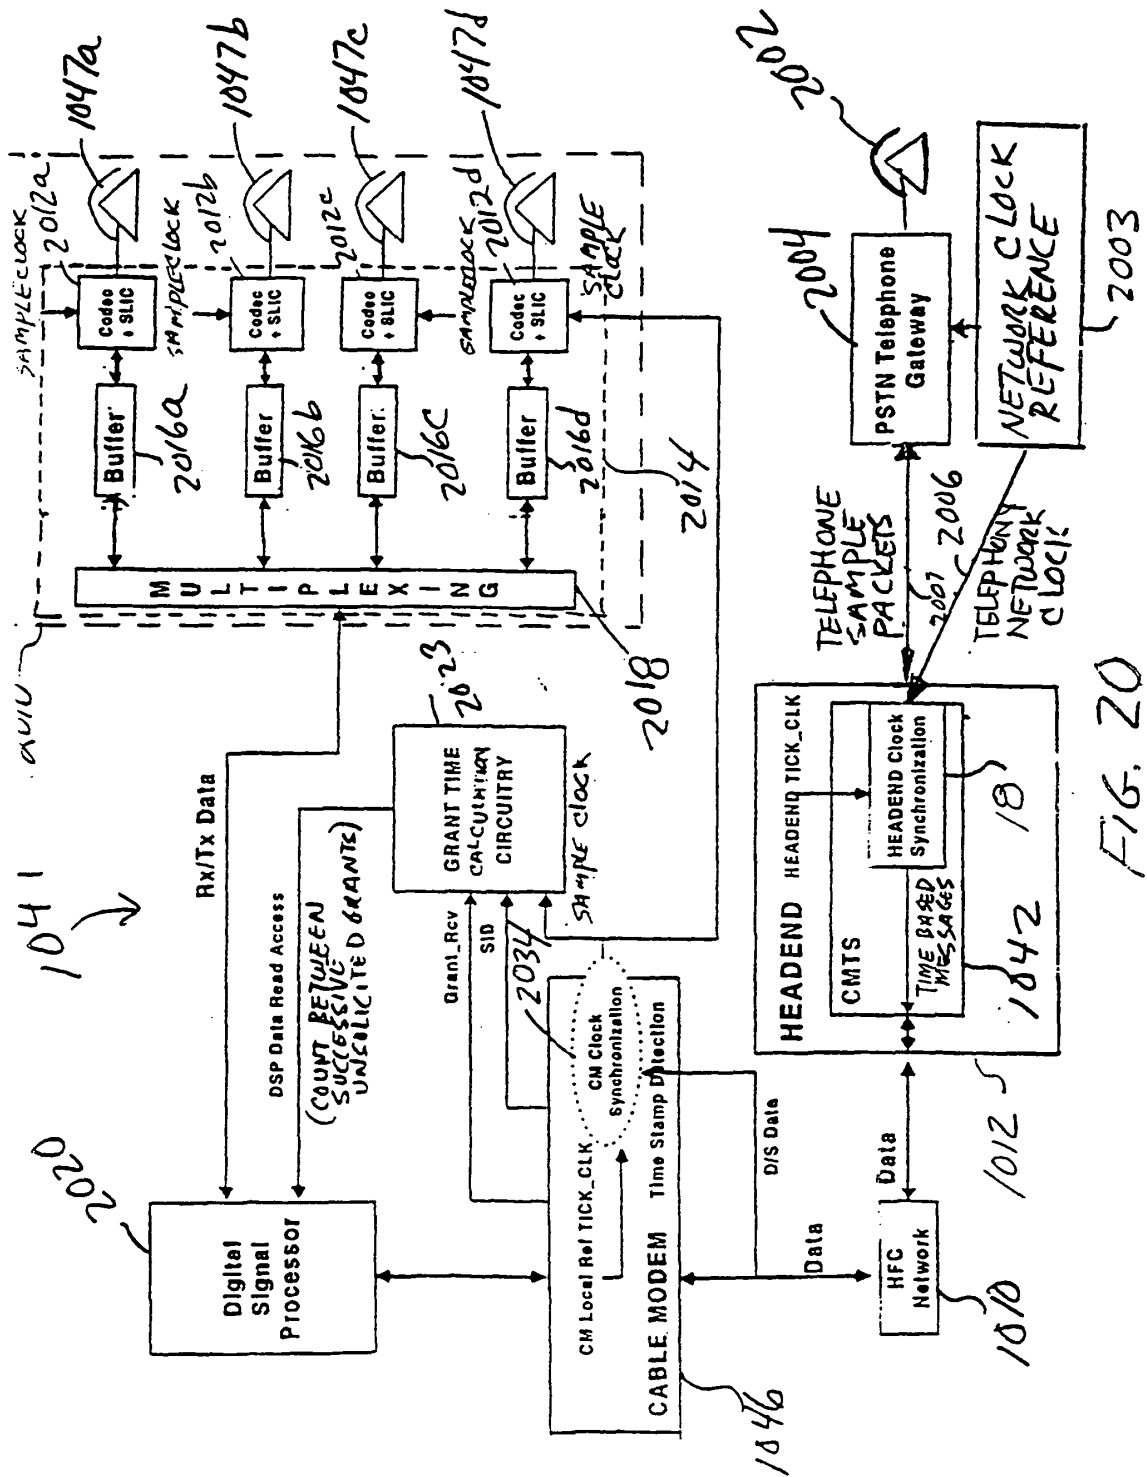 1041
2010
SAMPLE CLOCK
2012a
1047a
Codec
+ SLIC
Buffer
2016a
SAMPLE CLOCK
2012b
1047b
Codec
+ SLIC
Buffer
2016b
2012c
1047c
Codec
+ SLIC
Buffer
2016c
SAMPLE CLOCK
2012d
1047d
Codec
+ SLIC
Buffer
2016d
SAMPLE
CLOCK
MULTIPLEXING
2018
2014
2020
Digital
Signal
Processor
Rx/Tx Data
DSP Data Read Access
(COUNT BETWEEN
SUCCESSIVE
UNSILICITED GRANTS)
2023
GRANT TIME
CALCULATION
CIRCUITRY
Grant_Rcv
SID
SAMPLE CLOCK
2034
CM Clock
Synchronization
CM Local Ref TICK_CLK
CABLE MODEM
Time Stamp Detection
1046
D/S Data
Data
HFC
Network
1010
Data
1012
HEADEND
HEADEND TICK_CLK
CMTS
HEADEND Clock
Synchronization
TIME BASED
MESSAGES
1042
18
TELEPHONE
SAMPLE
PACKETS
2007
2006
TELEPHONY
NETWORK
CLOCK
PSTN Telephone
Gateway
2004
2002
NETWORK CLOCK
REFERENCE
2003
FIG. 20